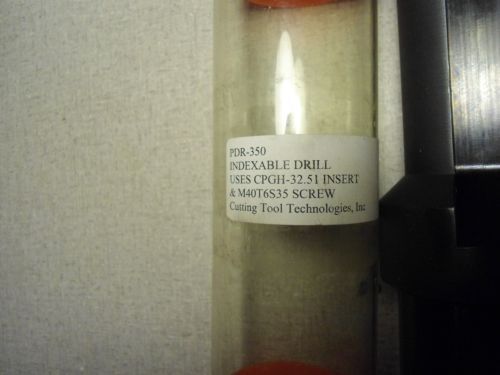 PDR-350
INDEXABLE DRILL
USES CPGH-32.51 INSERT
& M40T6S35 SCREW
Cutting Tool Technologies, Inc